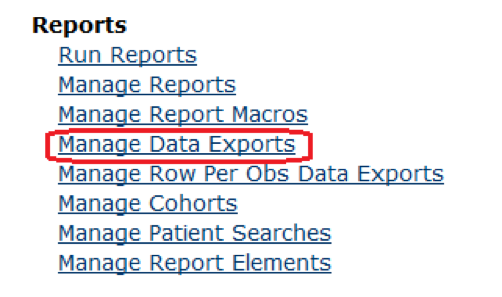 Reports
Run Reports
Manage Reports
Manage Report Macros
Manage Data Exports
Manage Row Per Obs Data Exports
Manage Cohorts
Manage Patient Searches
Manage Report Elements